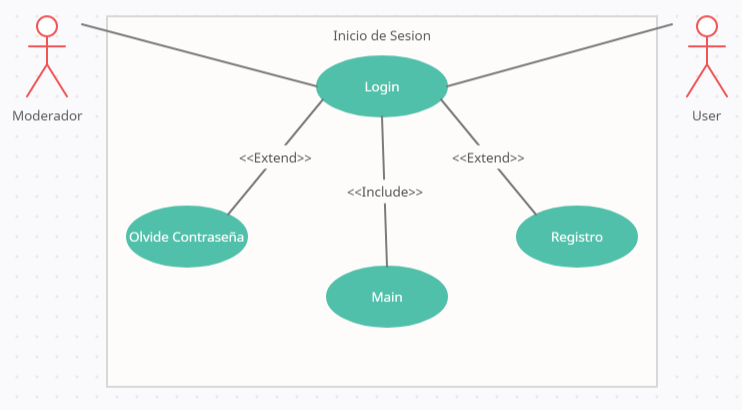 Inicio de Sesion
Login
Moderador
User
<<Extend>>
<<Extend>>
<<Include>>
Olvide Contraseña
Registro
Main